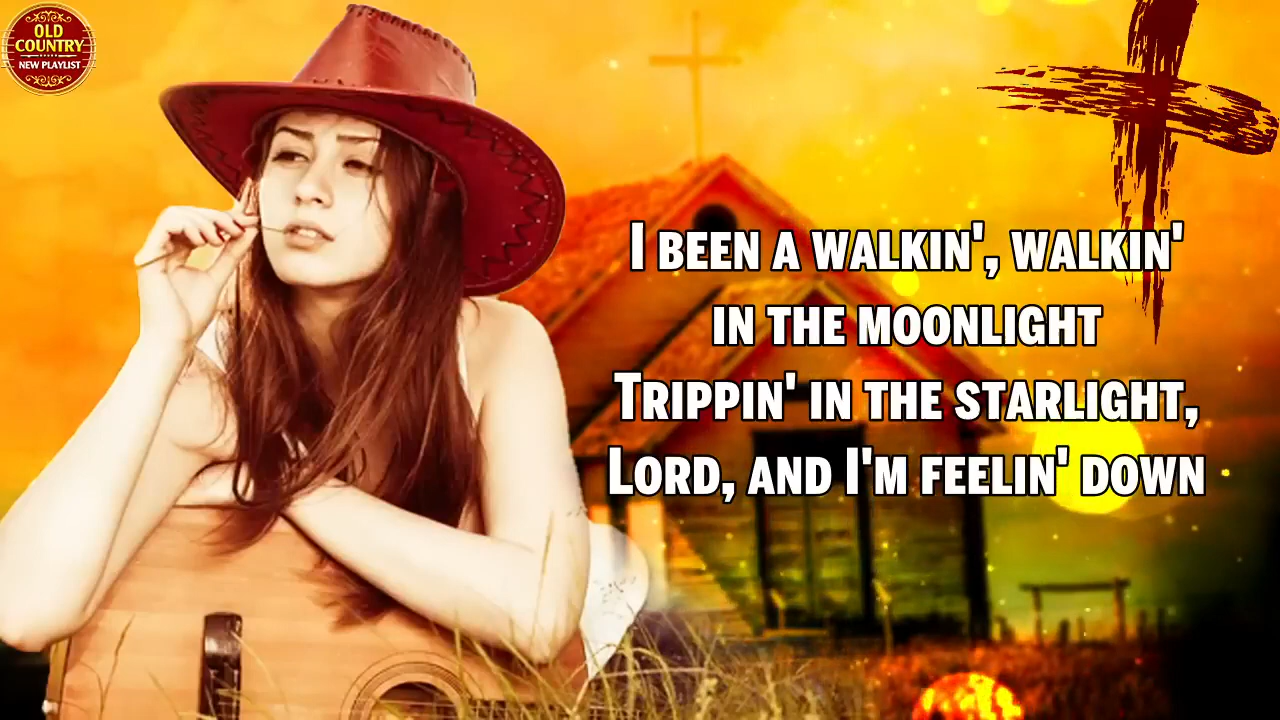 OLD
COUNTRY
NEW PLAYLIST
I BEEN A WALKIN', WALKIN'
IN THE MOONLIGHT
TRIPPIN' IN THE STARLIGHT,
LORD, AND I'M FEELIN' DOWN